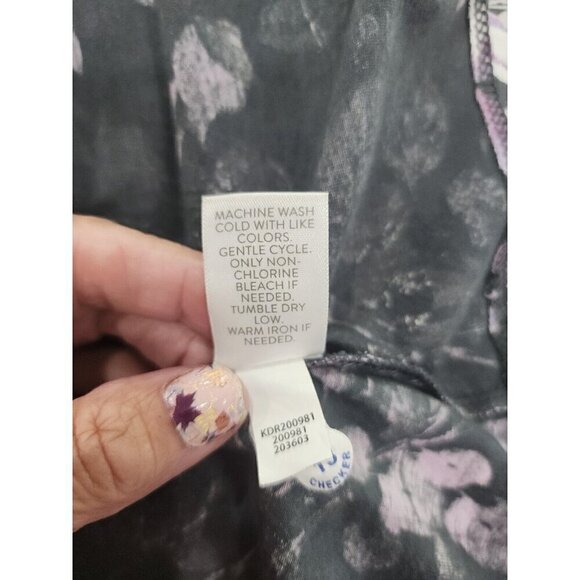 MACHINE WASH
COLD WITH LIKE
COLORS.
GENTLE CYCLE.
ONLY NON-
CHLORINE
BLEACH IF
NEEDED.
TUMBLE DRY
LOW.
WARM IRON IF
NEEDED.
KDR200981
200981
203603
CHECKER